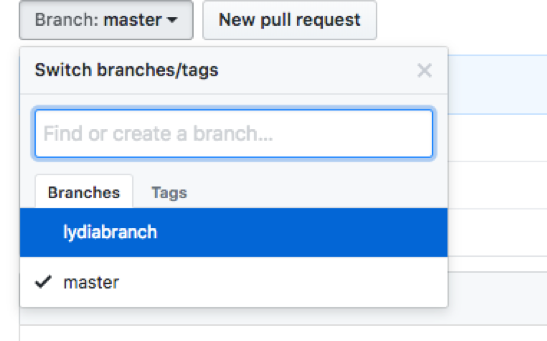 Branch: master
New pull request
Switch branches/tags
Find or create a branch...
Branches
Tags
lydiabranch
master